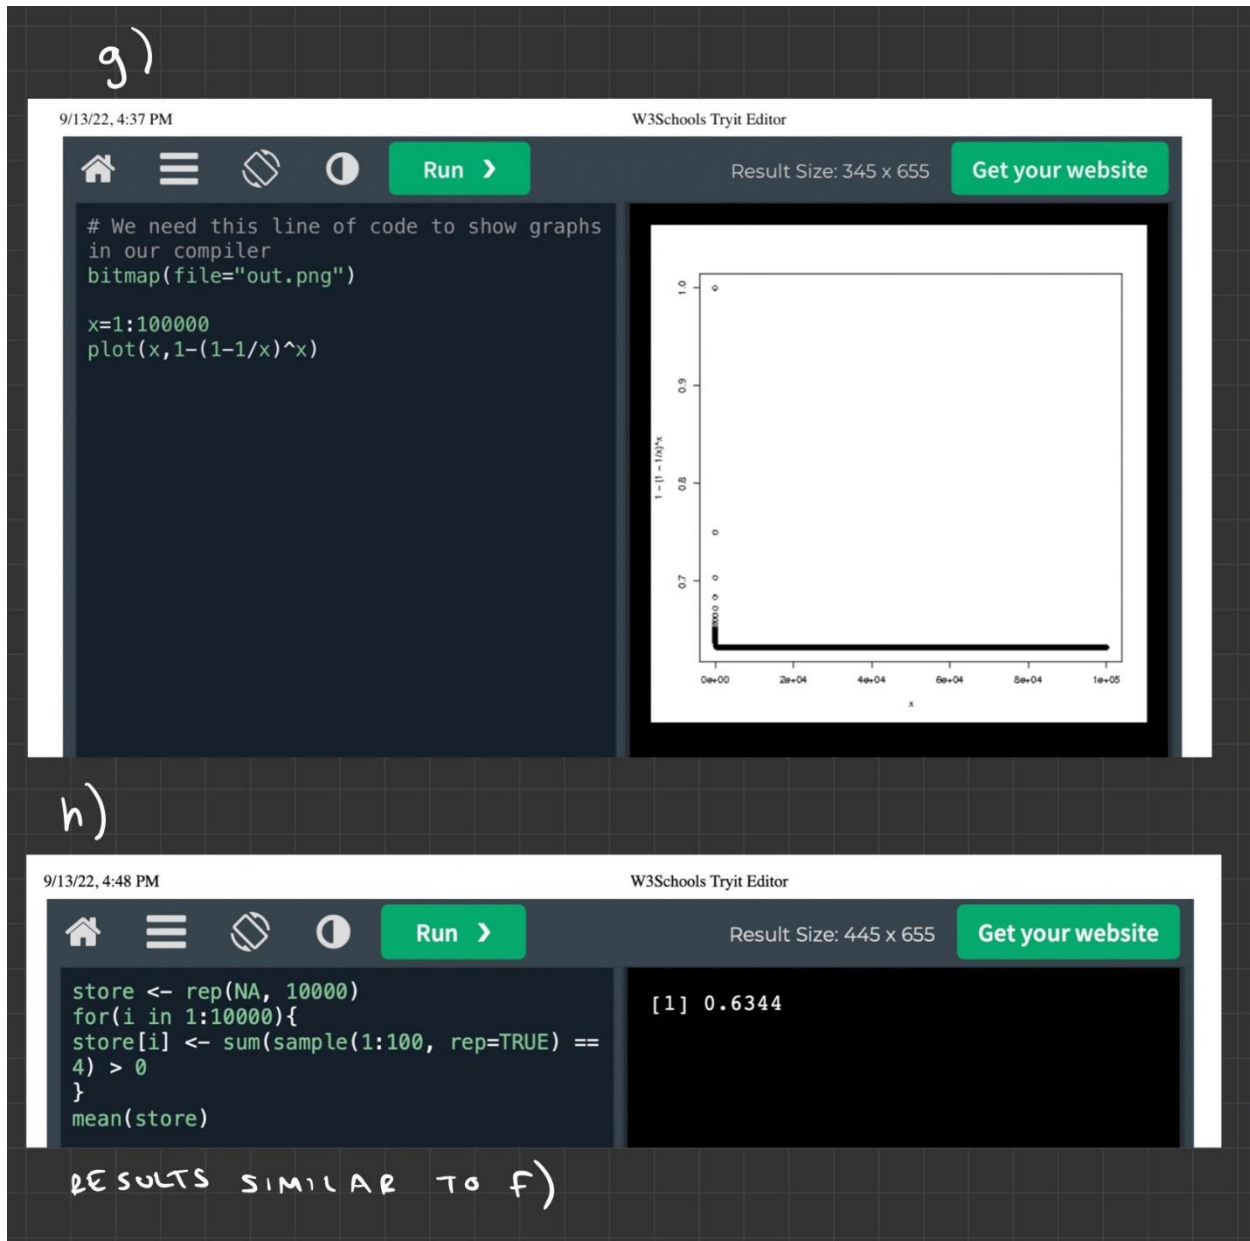 g)
9/13/22, 4:37 PM
W3Schools Tryit Editor
Run ❯
Result Size: 345 x 655
Get your website
# We need this line of code to show graphs
in our compiler
bitmap(file="out.png")
x=1:100000
plot(x,1-(1-1/x)^x)
1.0
0.9
0.8
0.7
1 - (1 - 1/x)^x
0e+00 2e+04 4e+04 6e+04 8e+04 1e+05
x
h)
9/13/22, 4:48 PM
W3Schools Tryit Editor
Run ❯
Result Size: 445 x 655
Get your website
store <- rep(NA, 10000)
for(i in 1:10000){
store[i] <- sum(sample(1:100, rep=TRUE) ==
4) > 0
}
mean(store)
[1] 0.6344
RESULTS SIMILAR TO F)